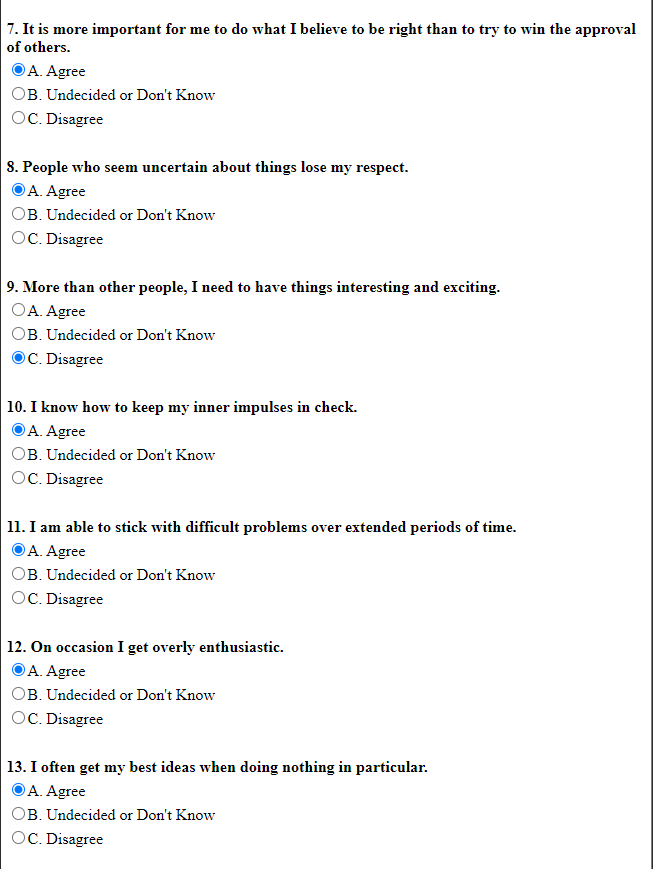 7. It is more important for me to do what I believe to be right than to try to win the approval
of others.
A. Agree
B. Undecided or Don't Know
C. Disagree
8. People who seem uncertain about things lose my respect.
A. Agree
B. Undecided or Don't Know
C. Disagree
9. More than other people, I need to have things interesting and exciting.
A. Agree
B. Undecided or Don't Know
C. Disagree
10. I know how to keep my inner impulses in check.
A. Agree
B. Undecided or Don't Know
C. Disagree
11. I am able to stick with difficult problems over extended periods of time.
A. Agree
B. Undecided or Don't Know
C. Disagree
12. On occasion I get overly enthusiastic.
A. Agree
B. Undecided or Don't Know
C. Disagree
13. I often get my best ideas when doing nothing in particular.
A. Agree
B. Undecided or Don't Know
C. Disagree